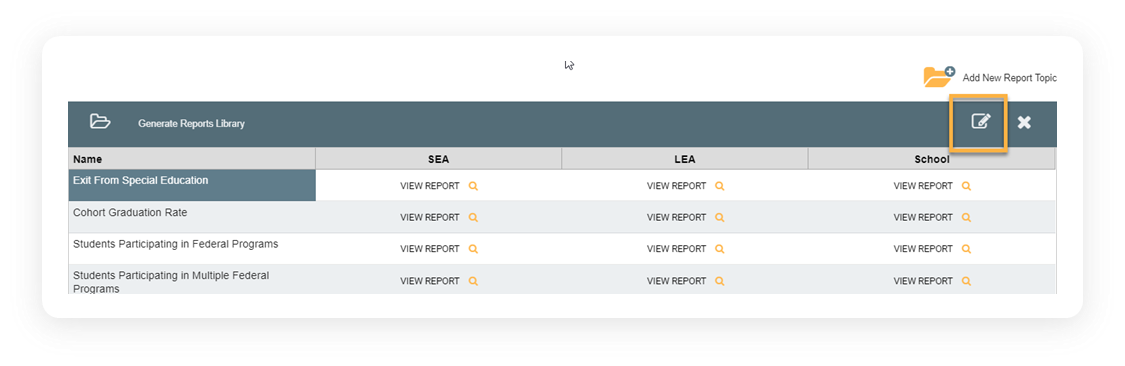 Add New Report Topic
Generate Reports Library
Name SEA LEA School
Exit From Special Education VIEW REPORT VIEW REPORT VIEW REPORT
Cohort Graduation Rate VIEW REPORT VIEW REPORT VIEW REPORT
Students Participating in Federal Programs VIEW REPORT VIEW REPORT VIEW REPORT
Students Participating in Multiple Federal VIEW REPORT VIEW REPORT VIEW REPORT
Programs